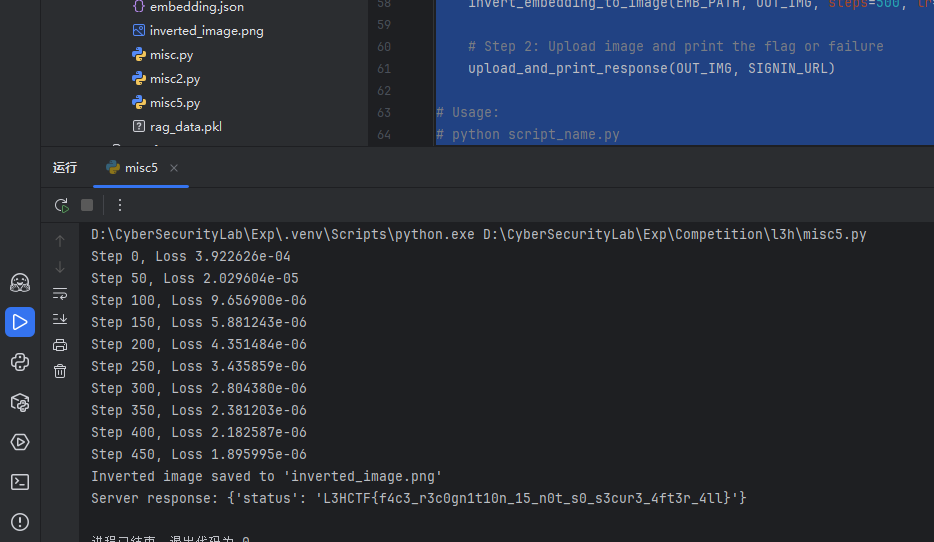 embedding.json
inverted_image.png
misc.py
misc2.py
misc5.py
rag_data.pkl
58 invert_embedding_to_image(EMB_PATH, OUT_IMG, steps=500, lr=
59
60 # Step 2: Upload image and print the flag or failure
61 upload_and_print_response(OUT_IMG, SIGNIN_URL)
62
63 # Usage:
64 # python script_name.py
运行 misc5
D:\CyberSecurityLab\Exp\.venv\Scripts\python.exe D:\CyberSecurityLab\Exp\Competition\l3h\misc5.py
Step 0, Loss 3.922626e-04
Step 50, Loss 2.029604e-05
Step 100, Loss 9.656900e-06
Step 150, Loss 5.881243e-06
Step 200, Loss 4.351484e-06
Step 250, Loss 3.435859e-06
Step 300, Loss 2.804380e-06
Step 350, Loss 2.381203e-06
Step 400, Loss 2.182587e-06
Step 450, Loss 1.895995e-06
Inverted image saved to 'inverted_image.png'
Server response: {'status': 'L3HCTF{f4c3_r3c0gn1t10n_15_n0t_s0_s3cur3_4ft3r_4ll}'}
进程已结束，退出代码为 0